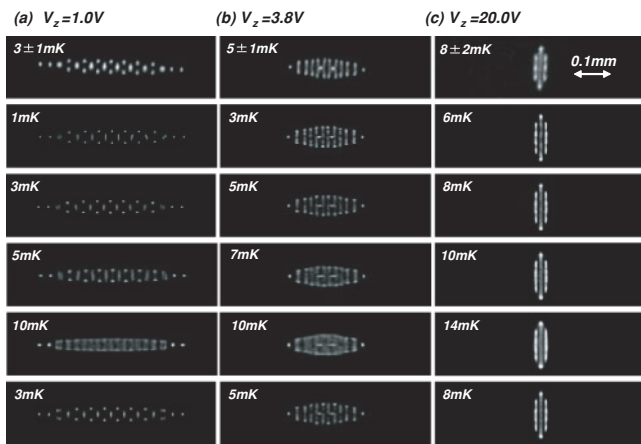 (a) V_z =1.0V (b) V_z =3.8V (c) V_z =20.0V
3±1mK 5±1mK 8±2mK
0.1mm
1mK 3mK 6mK
3mK 5mK 8mK
5mK 7mK 10mK
10mK 10mK 14mK
3mK 5mK 8mK